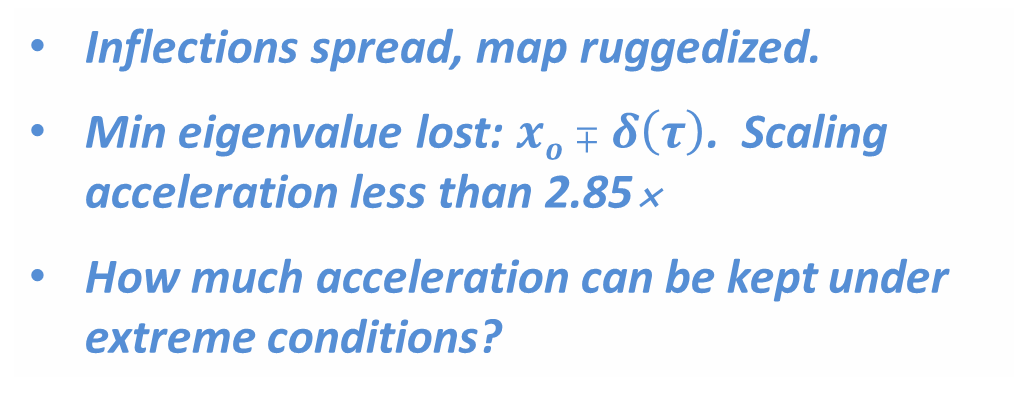 • Inflections spread, map ruggedized.
• Min eigenvalue lost: xₒ ∓ δ(τ). Scaling
acceleration less than 2.85×
• How much acceleration can be kept under
extreme conditions?